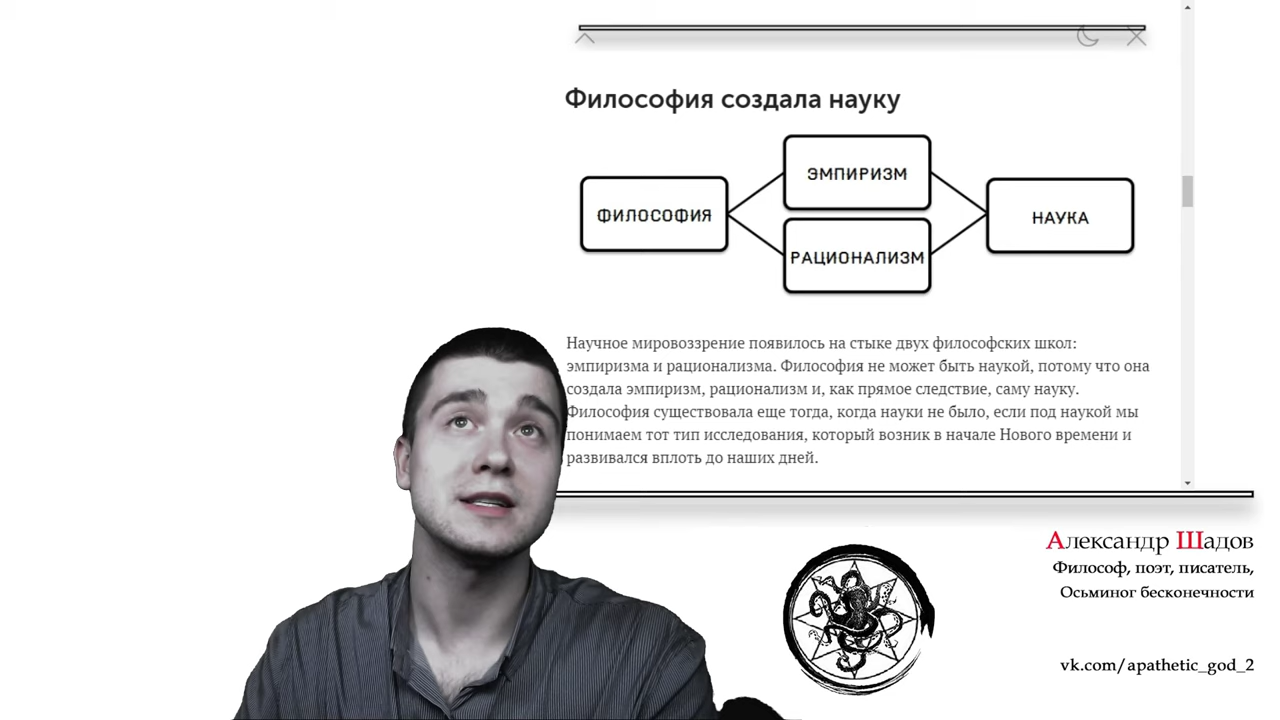 Философия создала науку
ЭМПИРИЗМ
ФИЛОСОФИЯ
НАУКА
РАЦИОНАЛИЗМ
Научное мировоззрение появилось на стыке двух философских школ:
эмпиризма и рационализма. Философия не может быть наукой, потому что она
создала эмпиризм, рационализм и, как прямое следствие, саму науку.
Философия существовала еще тогда, когда науки не было, если под наукой мы
понимаем тот тип исследования, который возник в начале Нового времени и
развивался вплоть до наших дней.
Александр Шадов
Философ, поэт, писатель,
Осьминог бесконечности
vk.com/apathetic_god_2